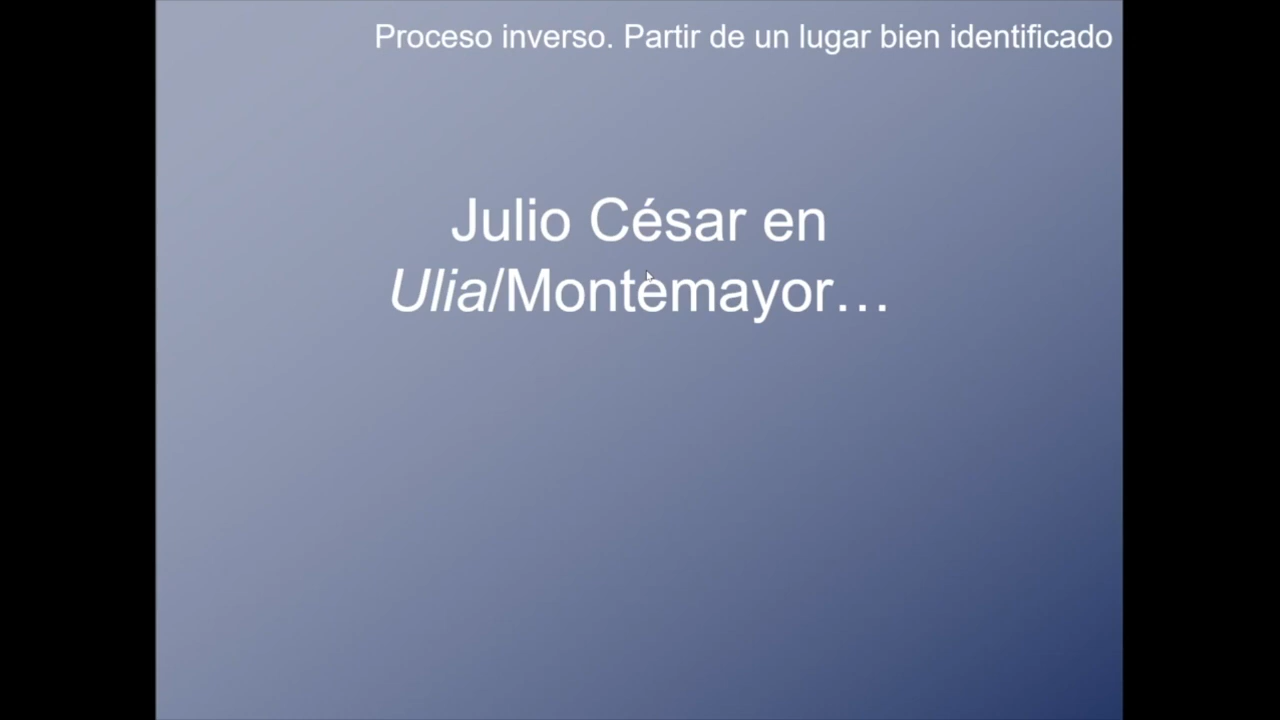 Proceso inverso. Partir de un lugar bien identificado
Julio César en
Ulia/Montemayor…